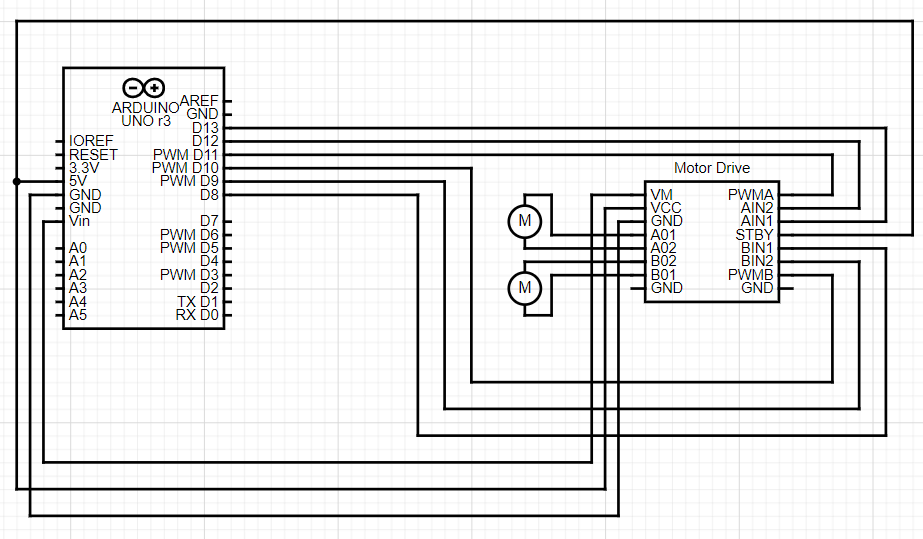 ARDUINO
UNO r3
AREF
GND
D13
D12
PWM D11
PWM D10
PWM D9
D8
D7
PWM D6
PWM D5
D4
PWM D3
D2
TX D1
RX D0
IOREF
RESET
3.3V
5V
GND
GND
Vin
A0
A1
A2
A3
A4
A5
M
M
Motor Drive
VM
VCC
GND
A01
A02
B02
B01
GND
PWMA
AIN2
AIN1
STBY
BIN1
BIN2
PWMB
GND